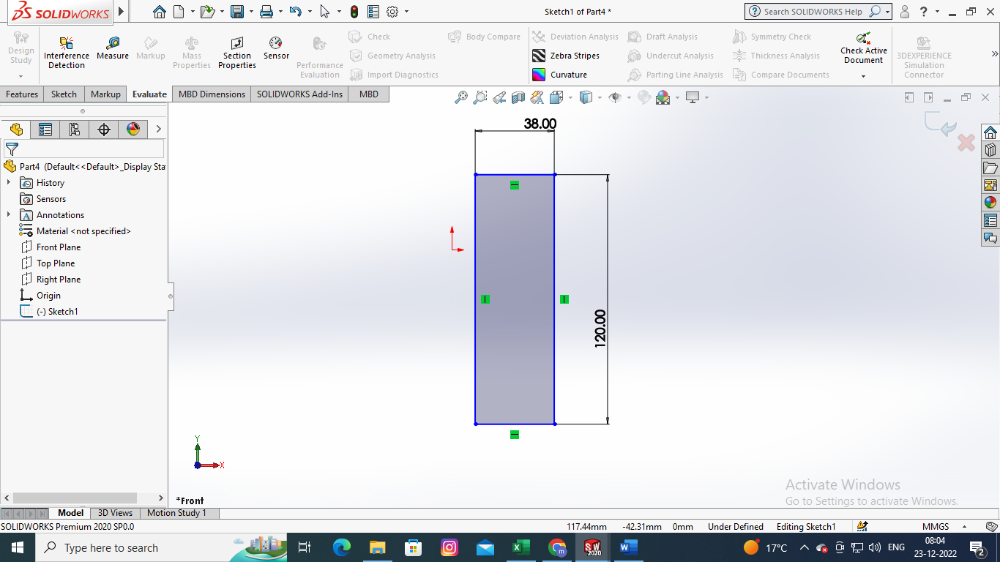 SOLIDWORKS
Sketch1 of Part4 *
Search SOLIDWORKS Help
?
Design Study
Interference Detection
Measure
Markup
Mass Properties
Section Properties
Sensor
Performance Evaluation
Check
Geometry Analysis
Import Diagnostics
Body Compare
Deviation Analysis
Zebra Stripes
Curvature
Draft Analysis
Undercut Analysis
Parting Line Analysis
Symmetry Check
Thickness Analysis
Compare Documents
Check Active Document
3DEXPERIENCE Simulation Connector
Features
Sketch
Markup
Evaluate
MBD Dimensions
SOLIDWORKS Add-Ins
MBD
Part4 (Default<<Default>_Display Sta
History
Sensors
Annotations
Material <not specified>
Front Plane
Top Plane
Right Plane
Origin
(-) Sketch1
38.00
120.00
Y
X
*Front
Activate Windows
Go to Settings to activate Windows.
Model
3D Views
Motion Study 1
SOLIDWORKS Premium 2020 SP0.0
117.44mm
-42.31mm
0mm
Under Defined
Editing Sketch1
MMGS
Type here to search
SW
2020
17°C
ENG
08:04
23-12-2022
2